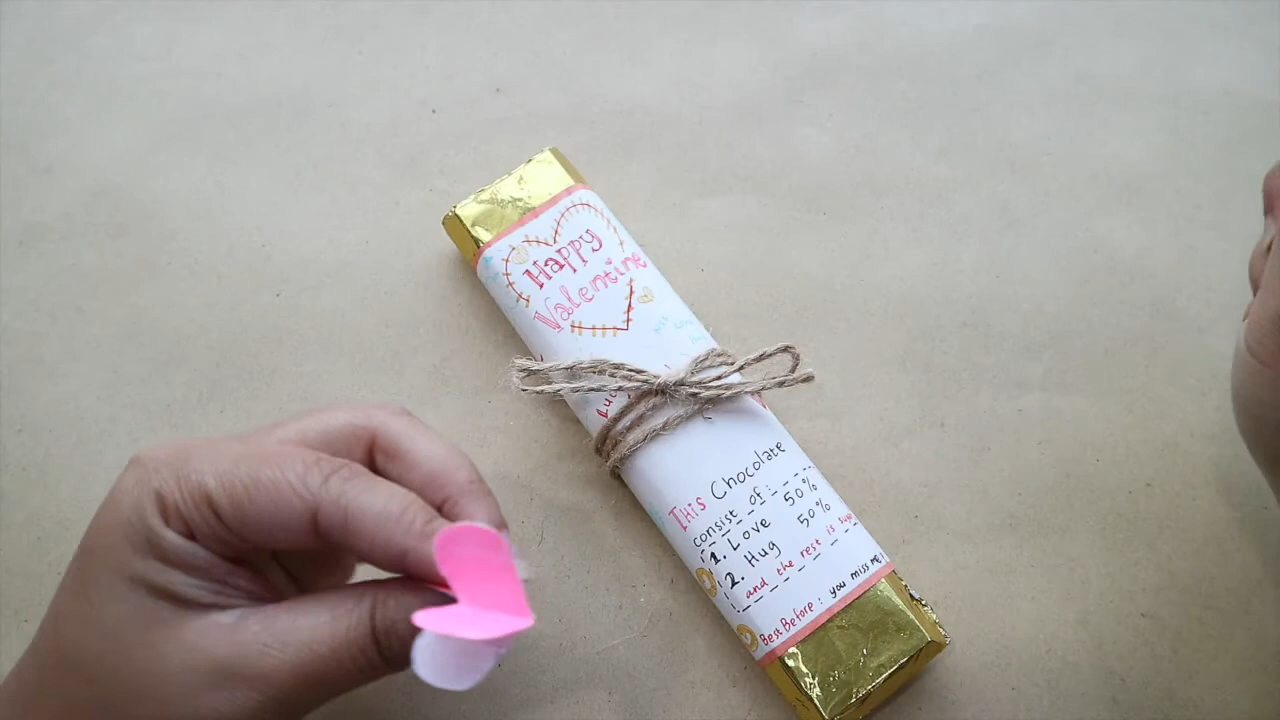 Happy
Valentine
THis Chocolate
consist of:
1. Love 50%
2. Hug 50%
and the rest is
Best Before: you miss me!